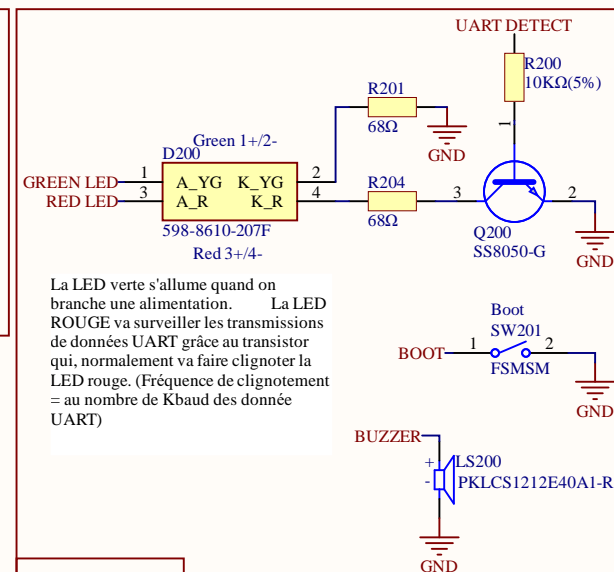 UART DETECT
R200
10KΩ(5%)
1
R201
68Ω
GND
Green 1+/2-
D200
GREEN LED
1
A_YG
K_YG
2
RED LED
3
A_R
K_R
4
598-8610-207F
Red 3+/4-
R204
68Ω
3
2
Q200
SS8050-G
GND
La LED verte s'allume quand on
branche une alimentation. La LED
ROUGE va surveiller les transmissions
de données UART grâce au transistor
qui, normalement va faire clignoter la
LED rouge. (Fréquence de clignotement
= au nombre de Kbaud des donnée
UART)
Boot
SW201
BOOT
1
2
FSMSM
GND
BUZZER
+
-
LS200
PKLCS1212E40A1-R
GND